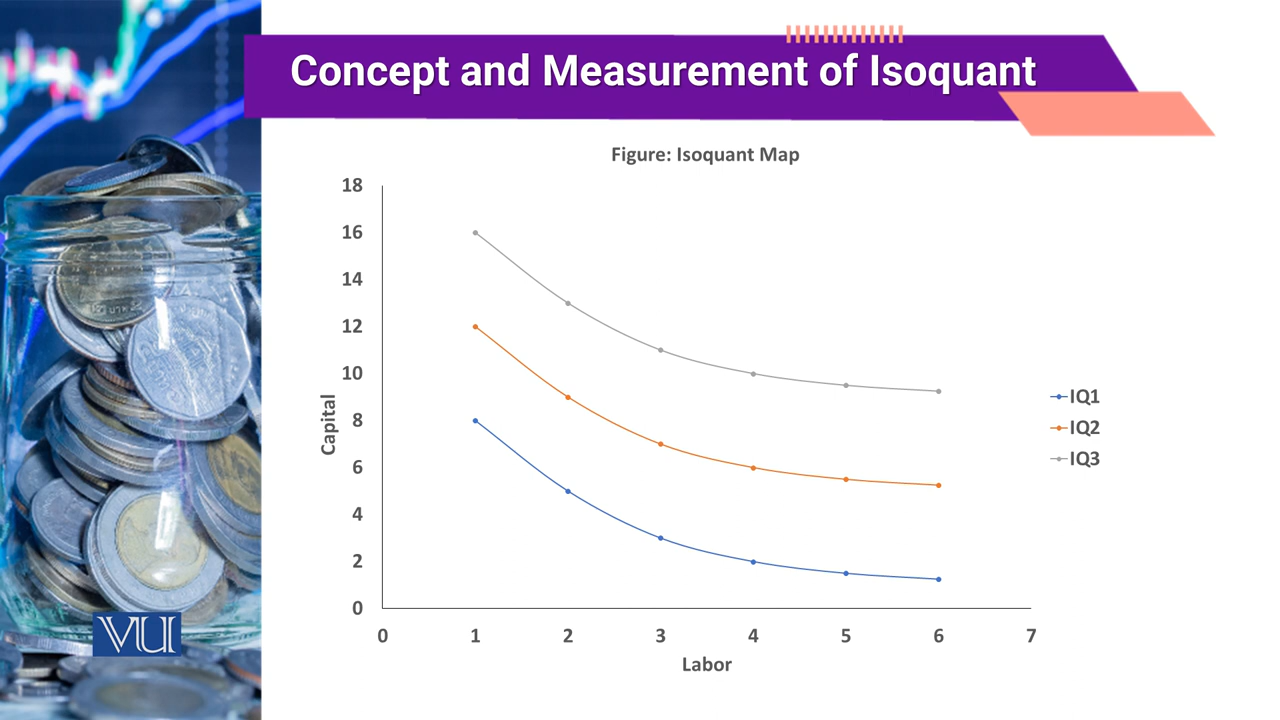 Concept and Measurement of Isoquant
Figure: Isoquant Map
18
16
14
12
10
8
6
4
2
0
Capital
0 1 2 3 4 5 6 7
Labor
IQ1
IQ2
IQ3
VU